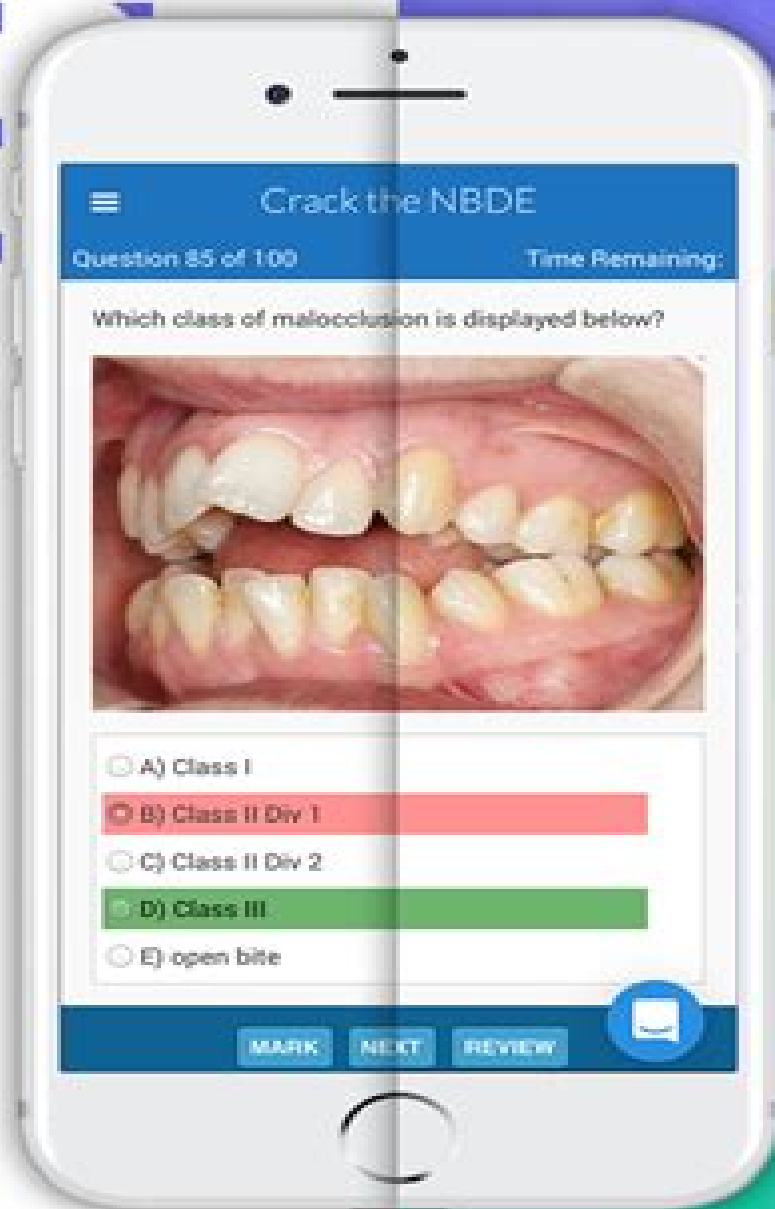 Crack the NBDE
Question 85 of 100 Time Remaining:
Which class of malocclusion is displayed below?
A) Class I
B) Class II Div 1
C) Class II Div 2
D) Class III
E) open bite
MARK NEXT REVIEW